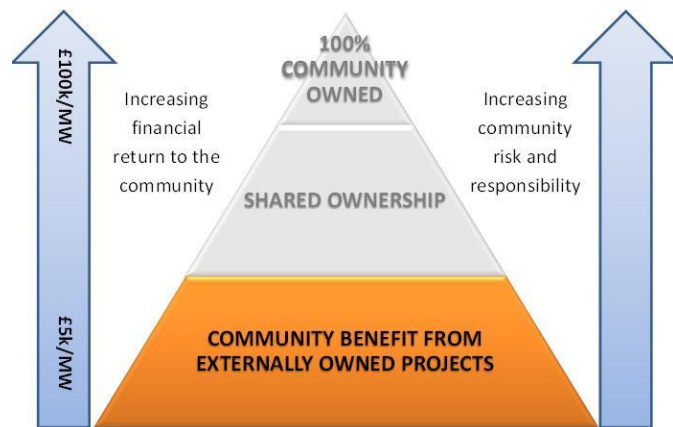 £100k/MW
£5k/MW
Increasing
financial
return to the
community
100%
COMMUNITY
OWNED
SHARED OWNERSHIP
COMMUNITY BENEFIT FROM
EXTERNALLY OWNED PROJECTS
Increasing
community
risk and
responsibility